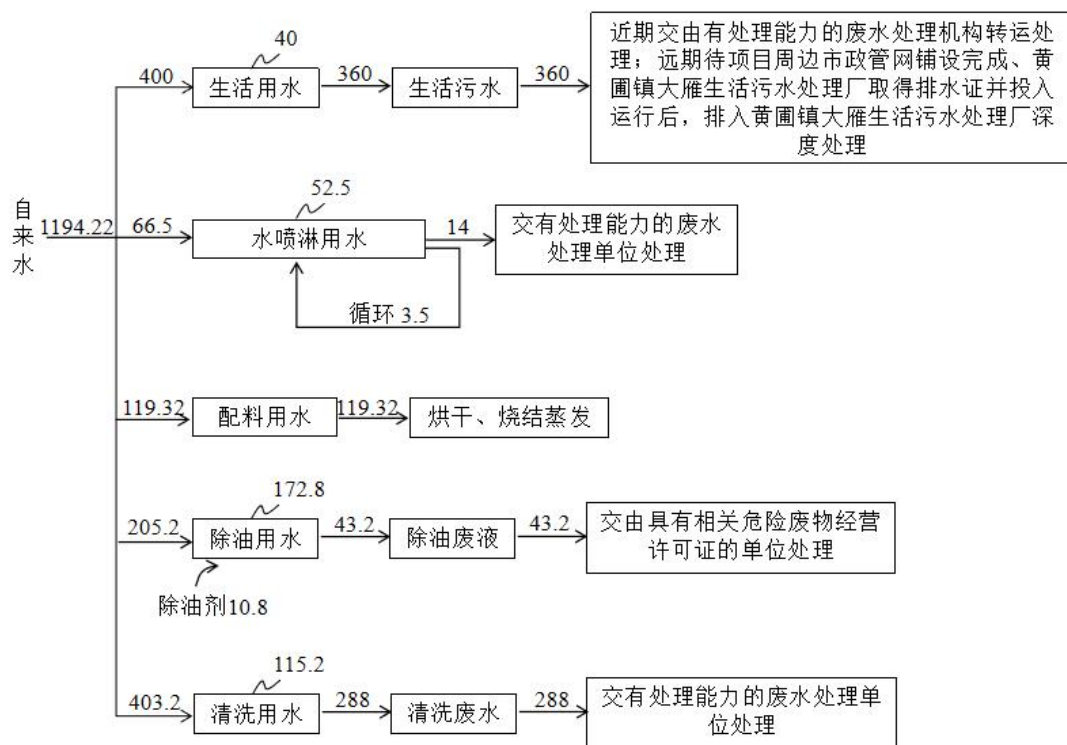 40
400
生活用水
360
生活污水
360
近期交由有处理能力的废水处理机构转运处
理；远期待项目周边市政管网铺设完成、黄
圃镇大雁生活污水处理厂取得排水证并投入
运行后，排入黄圃镇大雁生活污水处理厂深
度处理
自来水
1194.22
52.5
66.5
水喷淋用水
14
交有处理能力的废水
处理单位处理
循环 3.5
119.32
配料用水
119.32
烘干、烧结蒸发
172.8
205.2
除油用水
43.2
除油废液
43.2
交由具有相关危险废物经营
许可证的单位处理
除油剂10.8
115.2
403.2
清洗用水
288
清洗废水
288
交有处理能力的废水处理单
位处理